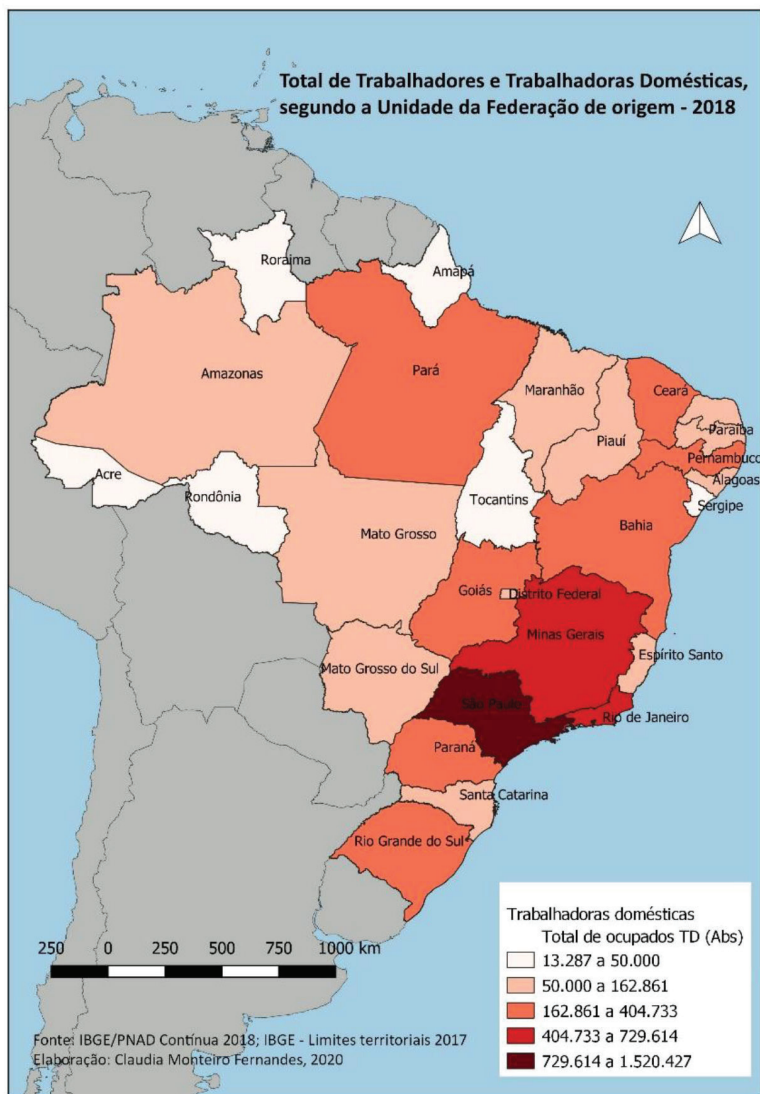 Total de Trabalhadores e Trabalhadoras Domésticas,
segundo a Unidade da Federação de origem - 2018
Roraima
Amapá
Amazonas
Pará
Maranhão
Ceará
Paraíba
Piauí
Pernambuco
Alagoas
Acre
Rondônia
Tocantins
Sergipe
Mato Grosso
Bahia
Goiás
Distrito Federal
Minas Gerais
Espírito Santo
Mato Grosso do Sul
São Paulo
Rio de Janeiro
Paraná
Santa Catarina
Rio Grande do Sul
Trabalhadoras domésticas
Total de ocupados TD (Abs)
13.287 a 50.000
50.000 a 162.861
162.861 a 404.733
404.733 a 729.614
729.614 a 1.520.427
250 0 250 500 750 1000 km
Fonte: IBGE/PNAD Contínua 2018; IBGE - Limites territoriais 2017
Elaboração: Claudia Monteiro Fernandes, 2020